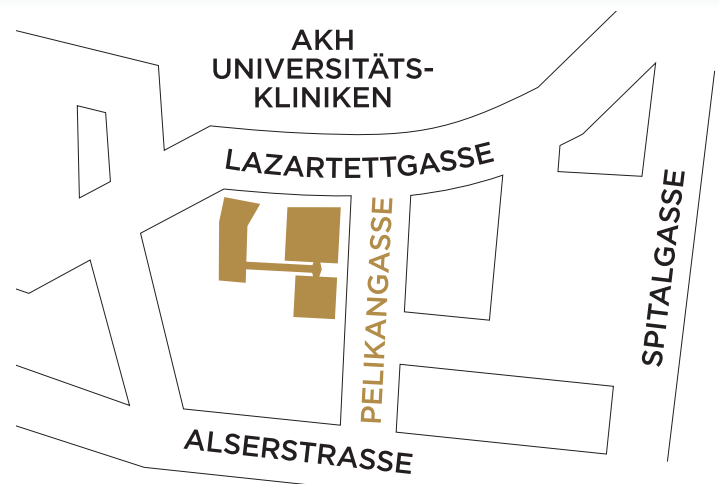 AKH
UNIVERSITÄTS-
KLINIKEN
LAZARTETTGASSE
PELIKANGASSE
SPITALGASSE
ALSERSTRASSE